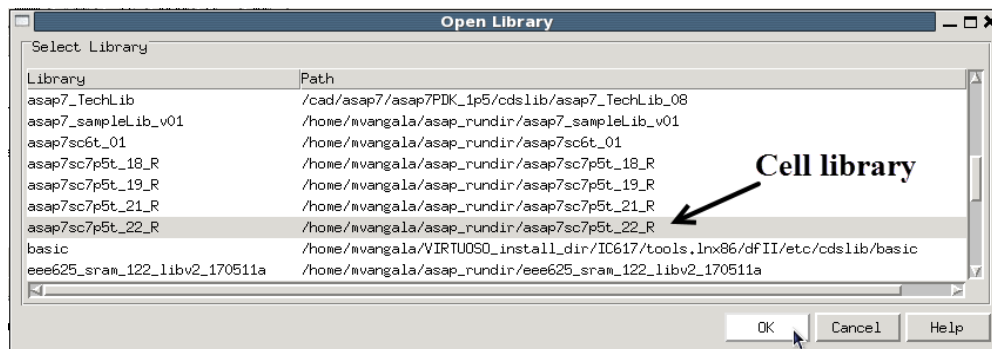 Open Library
Select Library
Library Path
asap7_TechLib /cad/asap7/asap7PDK_1p5/cdslib/asap7_TechLib_08
asap7_sampleLib_v01 /home/mvangala/asap_rundir/asap7_sampleLib_v01
asap7sc6t_01 /home/mvangala/asap_rundir/asap7sc6t_01
asap7sc7p5t_18_R /home/mvangala/asap_rundir/asap7sc7p5t_18_R
asap7sc7p5t_19_R /home/mvangala/asap_rundir/asap7sc7p5t_19_R
Cell library
asap7sc7p5t_21_R /home/mvangala/asap_rundir/asap7sc7p5t_21_R
asap7sc7p5t_22_R /home/mvangala/asap_rundir/asap7sc7p5t_22_R
basic /home/mvangala/VIRTUOSO_install_dir/IC617/tools.lnx86/dfII/etc/cdslib/basic
eee625_sram_122_libv2_170511a /home/mvangala/asap_rundir/eee625_sram_122_libv2_170511a
OK Cancel Help